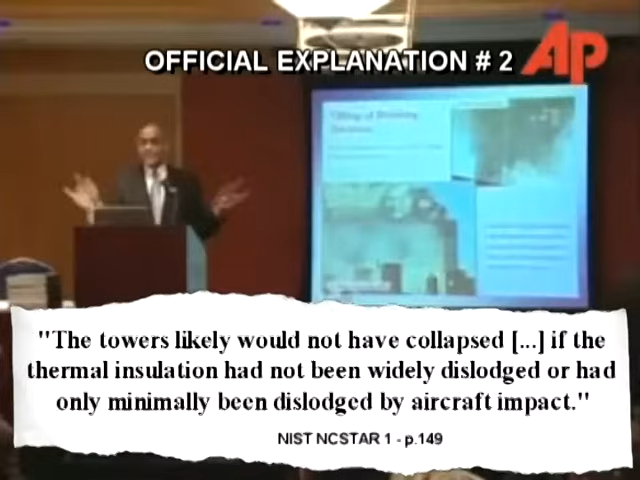 OFFICIAL EXPLANATION # 2 AP
"The towers likely would not have collapsed [...] if the
thermal insulation had not been widely dislodged or had
only minimally been dislodged by aircraft impact."
NIST NCSTAR 1 - p.149